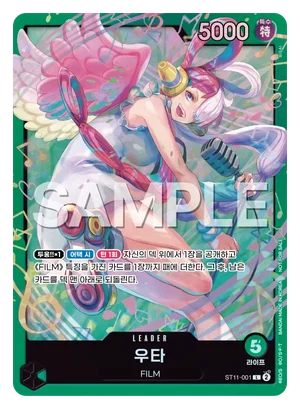 5000
특수
特
SAMPLE
두웅!!×1 어택 시 턴 1회 자신의 덱 위에서 1장을 공개하고
《FILM》 특징을 가진 카드를 1장까지 패에 더한다. 그 후, 남은
카드를 덱 맨 아래로 되돌린다.
LEADER
우타
FILM
5
라이프
ST11-001 L 2